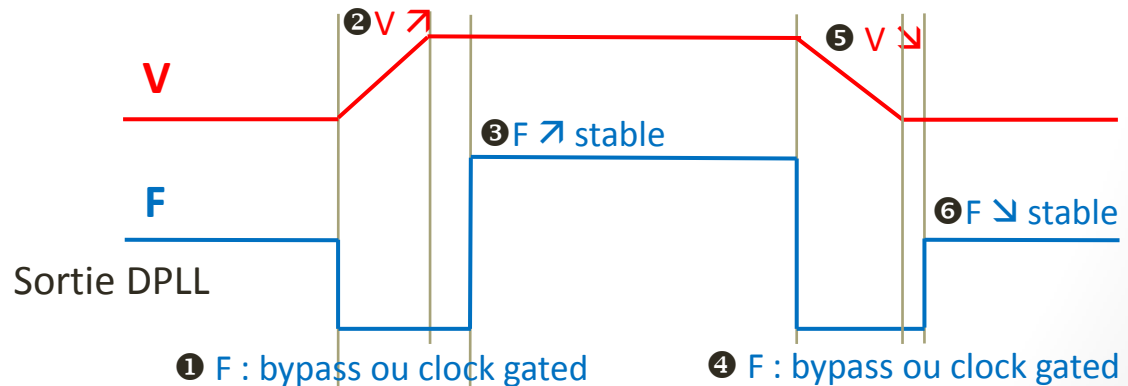 ❷V ↗
❺ V ↘
V
❸F ↗ stable
F
❻F ↘ stable
Sortie DPLL
❶ F : bypass ou clock gated
❹ F : bypass ou clock gated